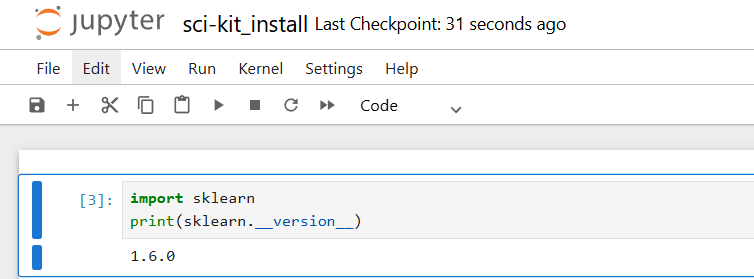 jupyter sci-kit_install Last Checkpoint: 31 seconds ago
File Edit View Run Kernel Settings Help
Code
[3]: import sklearn
print(sklearn.__version__)
1.6.0